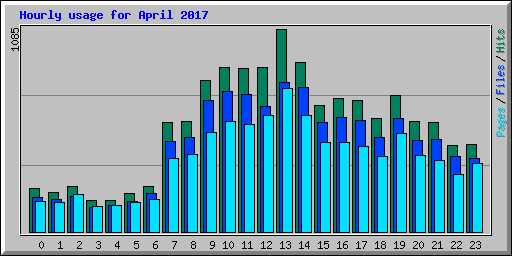 Hourly usage for April 2017
1085
Pages / Files / Hits
0 1 2 3 4 5 6 7 8 9 10 11 12 13 14 15 16 17 18 19 20 21 22 23